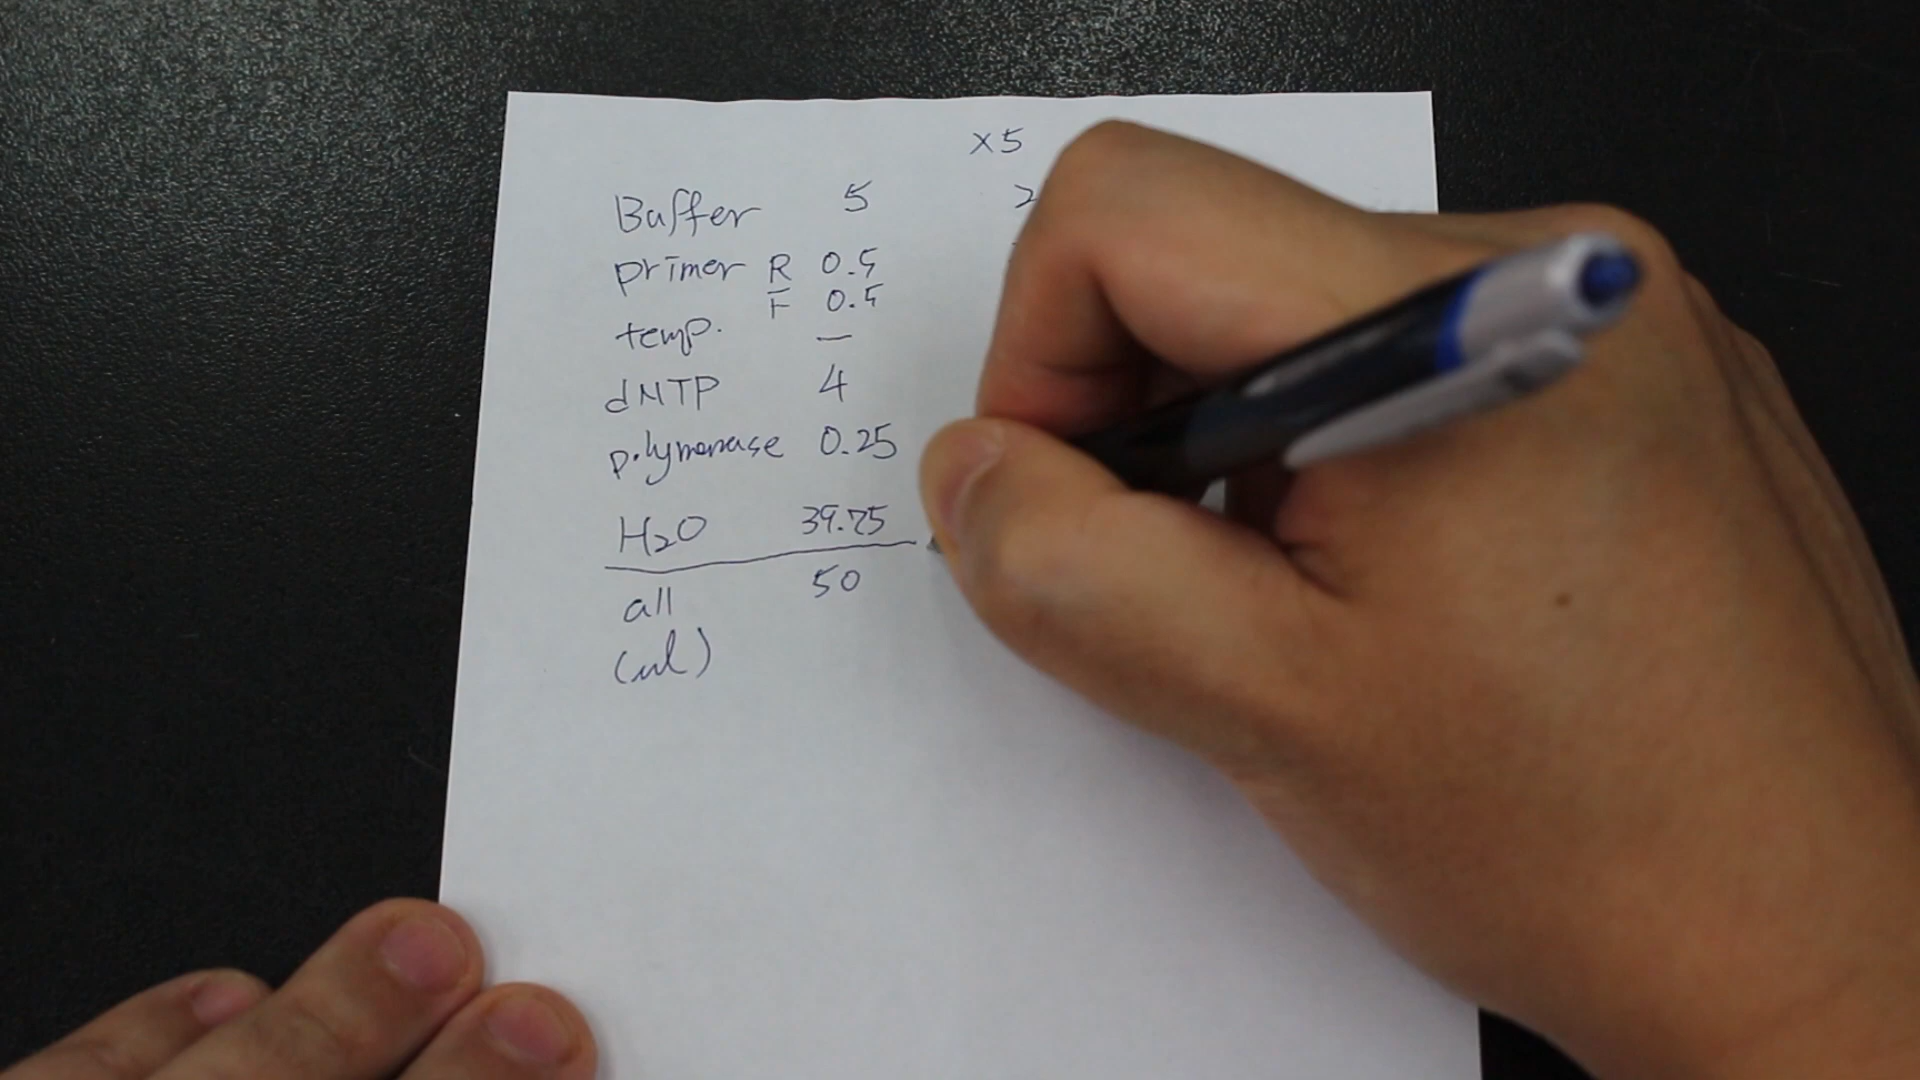 x5
Buffer 5 2
primer R 0.5
F 0.5
temp. —
dNTP 4
polymerase 0.25
H2O 39.75
all 50
(ul)